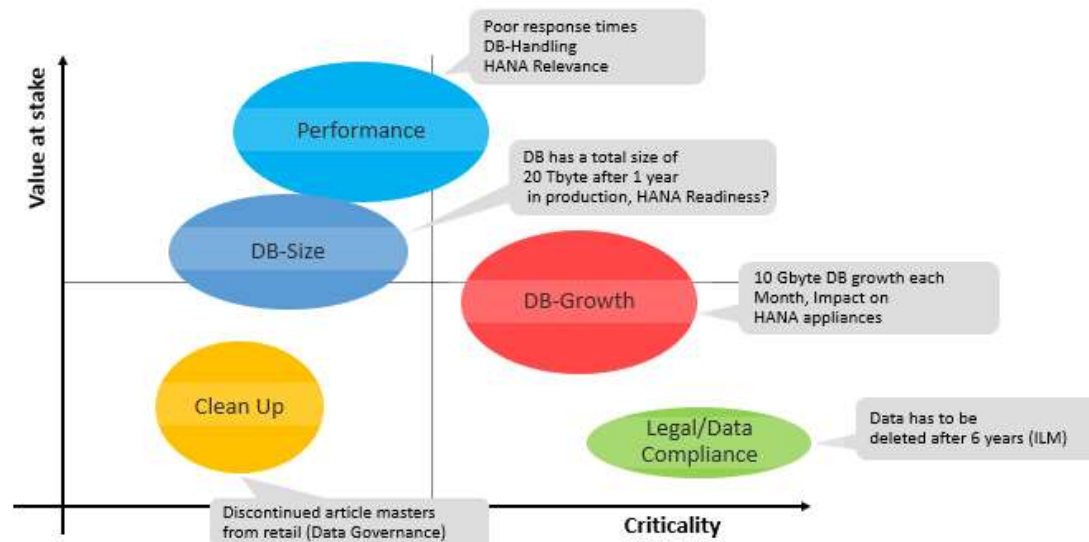 Poor response times
DB-Handling
HANA Relevance
Value at stake
Performance
DB has a total size of
20 Tbyte after 1 year
in production, HANA Readiness?
DB-Size
DB-Growth
10 Gbyte DB growth each
Month, Impact on
HANA appliances
Clean Up
Legal/Data
Compliance
Data has to be
deleted after 6 years (ILM)
Discontinued article masters
from retail (Data Governance)
Criticality